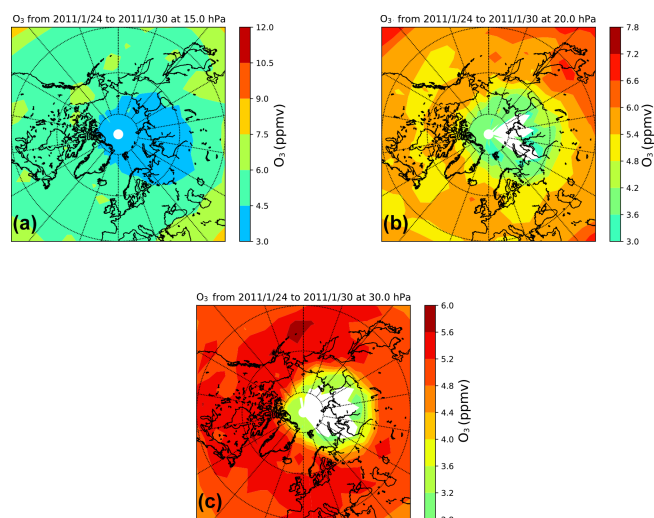 O₃ from 2011/1/24 to 2011/1/30 at 15.0 hPa
12.0
10.5
9.0
7.5
6.0
4.5
3.0
O₃ (ppmv)
(a)
O₃ from 2011/1/24 to 2011/1/30 at 20.0 hPa
7.8
7.2
6.6
6.0
5.4
4.8
4.2
3.6
3.0
O₃ (ppmv)
(b)
O₃ from 2011/1/24 to 2011/1/30 at 30.0 hPa
6.0
5.6
5.2
4.8
4.4
4.0
3.6
3.2
O₃ (ppmv)
(c)